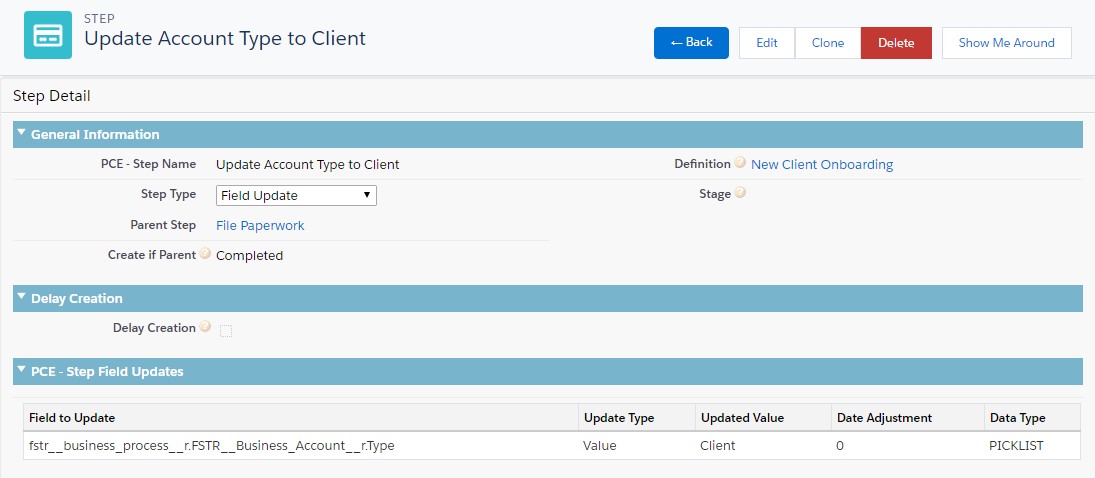 STEP
Update Account Type to Client
← Back Edit Clone Delete Show Me Around
Step Detail
General Information
PCE - Step Name Update Account Type to Client Definition ? New Client Onboarding
Step Type Field Update Stage ?
Parent Step File Paperwork
Create if Parent ? Completed
Delay Creation
Delay Creation ?
PCE - Step Field Updates
Field to Update Update Type Updated Value Date Adjustment Data Type
fstr__business_process__r.FSTR__Business_Account__r.Type Value Client 0 PICKLIST